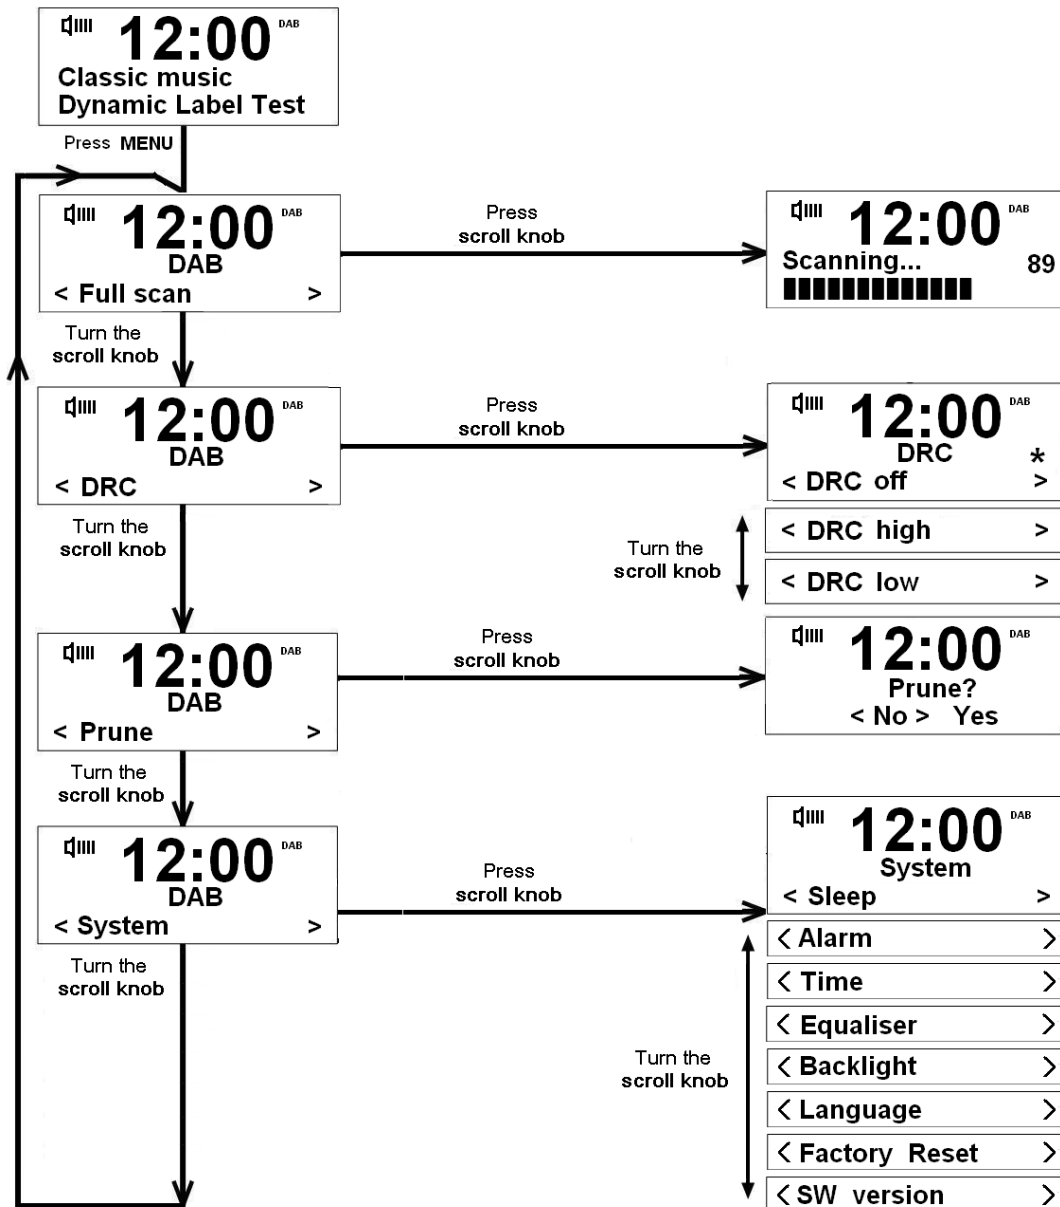 12:00 DAB
Classic music
Dynamic Label Test
Press MENU
12:00 DAB
DAB
< Full scan >
Press
scroll knob
12:00 DAB
Scanning... 89
Turn the
scroll knob
12:00 DAB
DAB
< DRC >
Press
scroll knob
12:00 DAB
DRC *
< DRC off >
< DRC high >
< DRC low >
Turn the
scroll knob
Turn the
scroll knob
12:00 DAB
DAB
< Prune >
Press
scroll knob
12:00 DAB
Prune?
< No > Yes
Turn the
scroll knob
12:00 DAB
DAB
< System >
Press
scroll knob
12:00 DAB
System
< Sleep >
< Alarm >
< Time >
< Equaliser >
< Backlight >
< Language >
< Factory Reset >
< SW version >
Turn the
scroll knob
Turn the
scroll knob